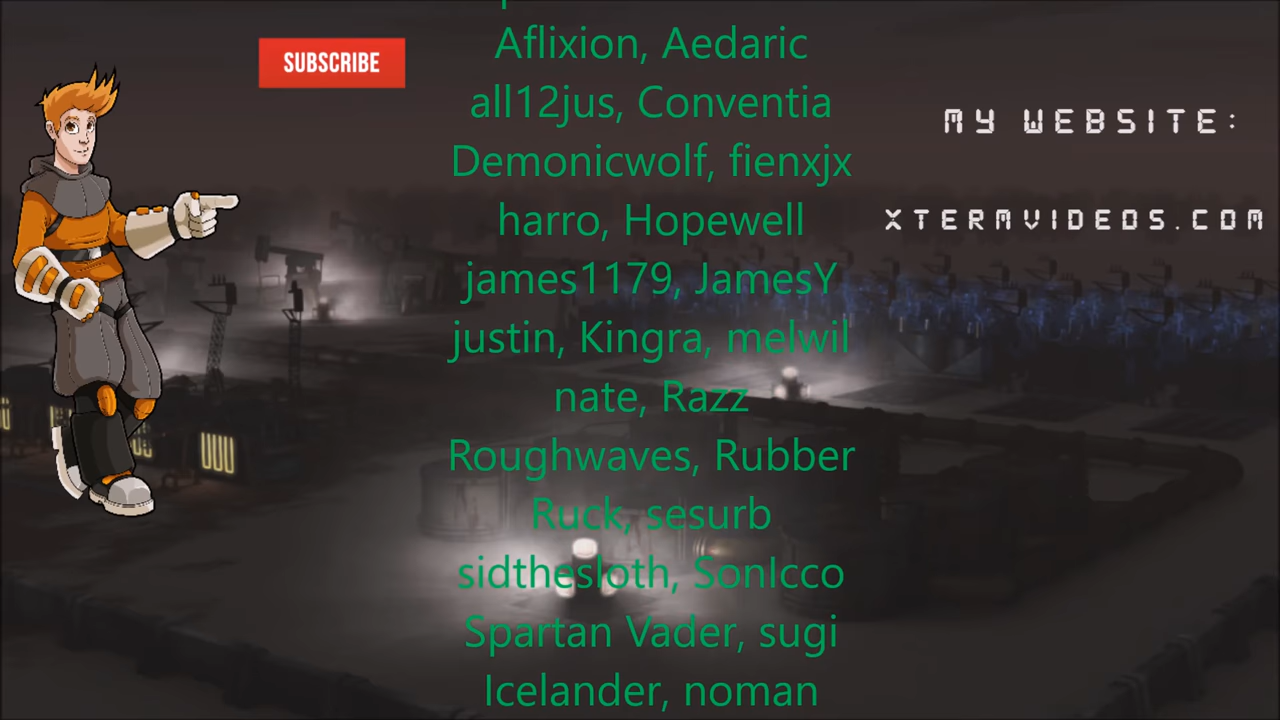 Aflixion, Aedaric
SUBSCRIBE
all12jus, Conventia
MY WEBSITE:
Demonicwolf, fienxjx
harro, Hopewell
XTERMVIDEOS.COM
james1179, JamesY
justin, Kingra, melwil
nate, Razz
Roughwaves, Rubber
Ruck, sesurb
sidthesloth, SonIcco
Spartan Vader, sugi
Icelander, noman